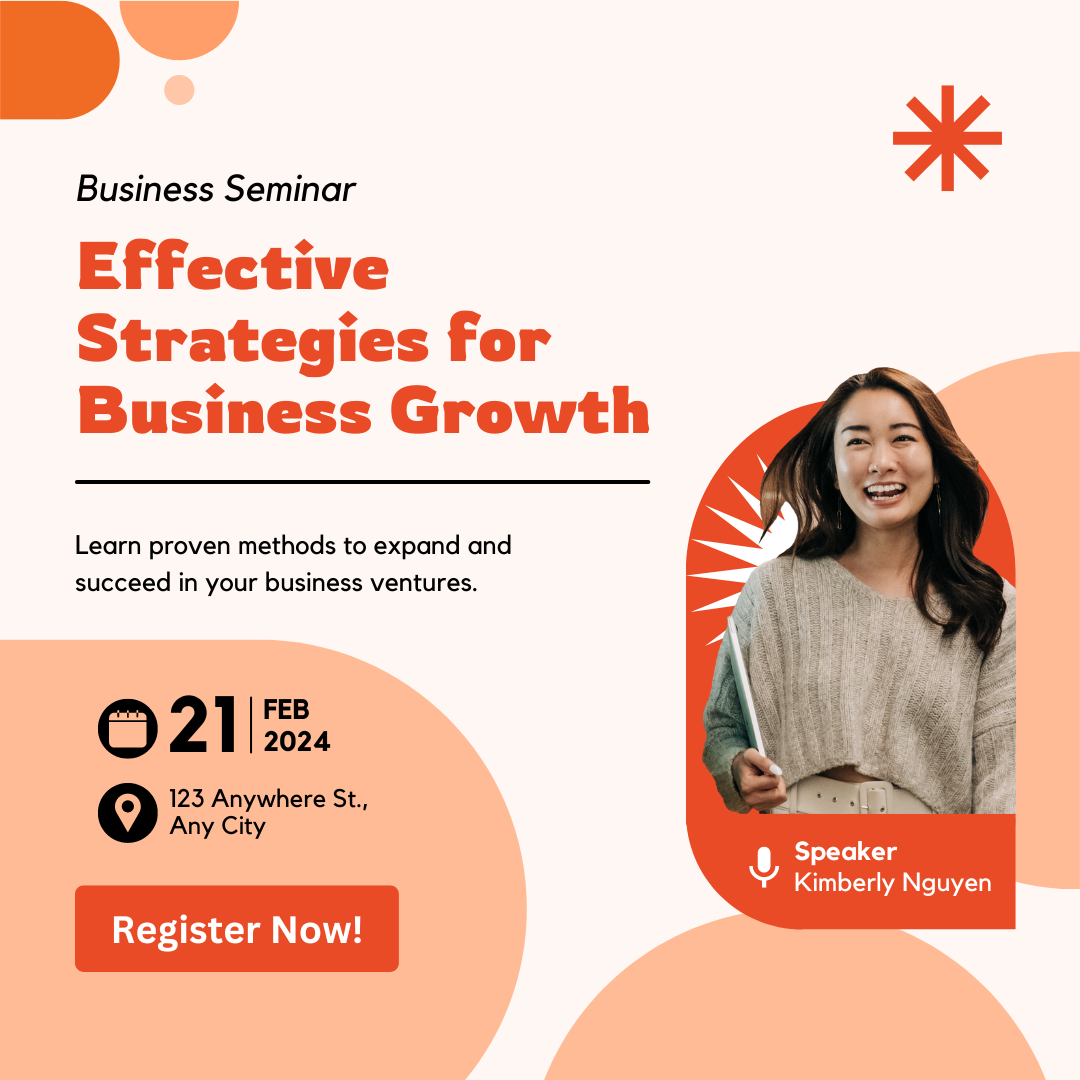 Business Seminar
Effective
Strategies for
Business Growth
Learn proven methods to expand and
succeed in your business ventures.
21
FEB
2024
123 Anywhere St.,
Any City
Register Now!
Speaker
Kimberly Nguyen